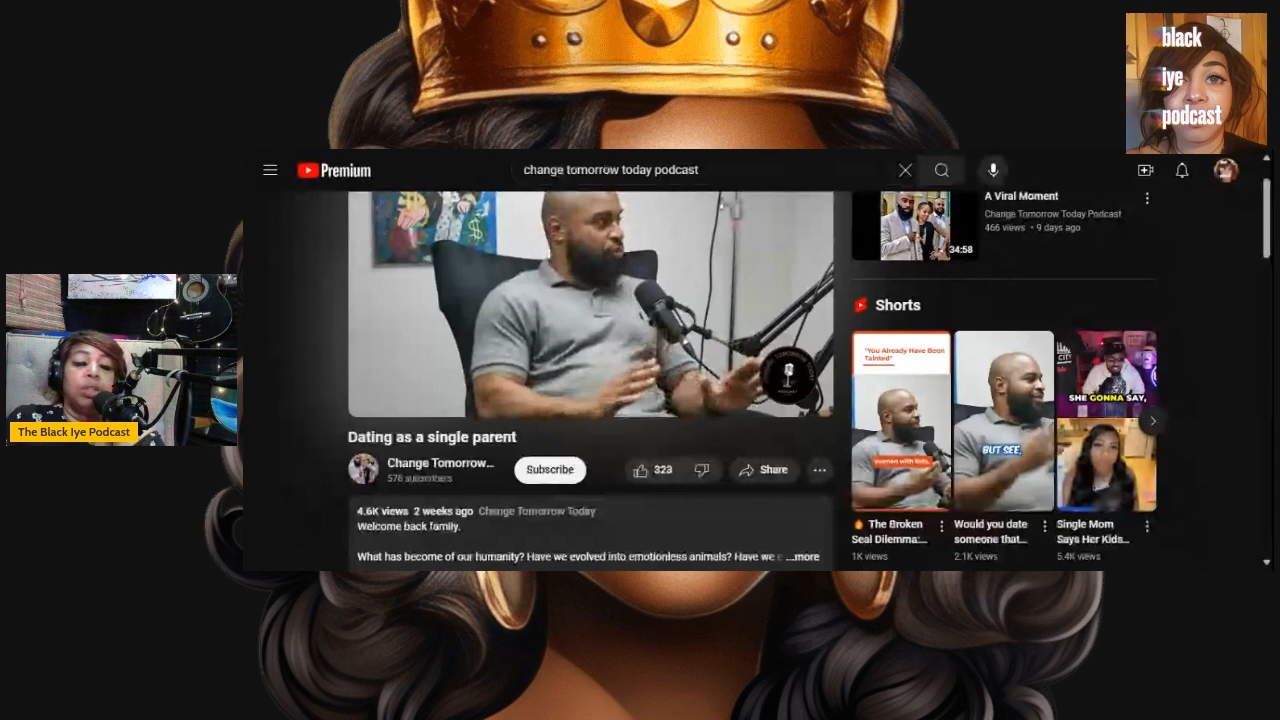 black
iye
podcast
Premium
change tomorrow today podcast
A Viral Moment
Change Tomorrow Today Podcast
466 views • 9 days ago
34:58
Shorts
"You Already Have Been
Tainted"
SHE GONNA SAY,
BUT SEE,
The Black Iye Podcast
Dating as a single parent
Change Tomorrow...
Subscribe
323
Share
4.6K views 2 weeks ago Change Tomorrow Today
Welcome back family.
What has become of our humanity? Have we evolved into emotionless animals? Have we
...more
The Broken
Seal Dilemma:...
1K views
Would you date
someone that...
2.1K views
Single Mom
Says Her Kids...
5.4K views